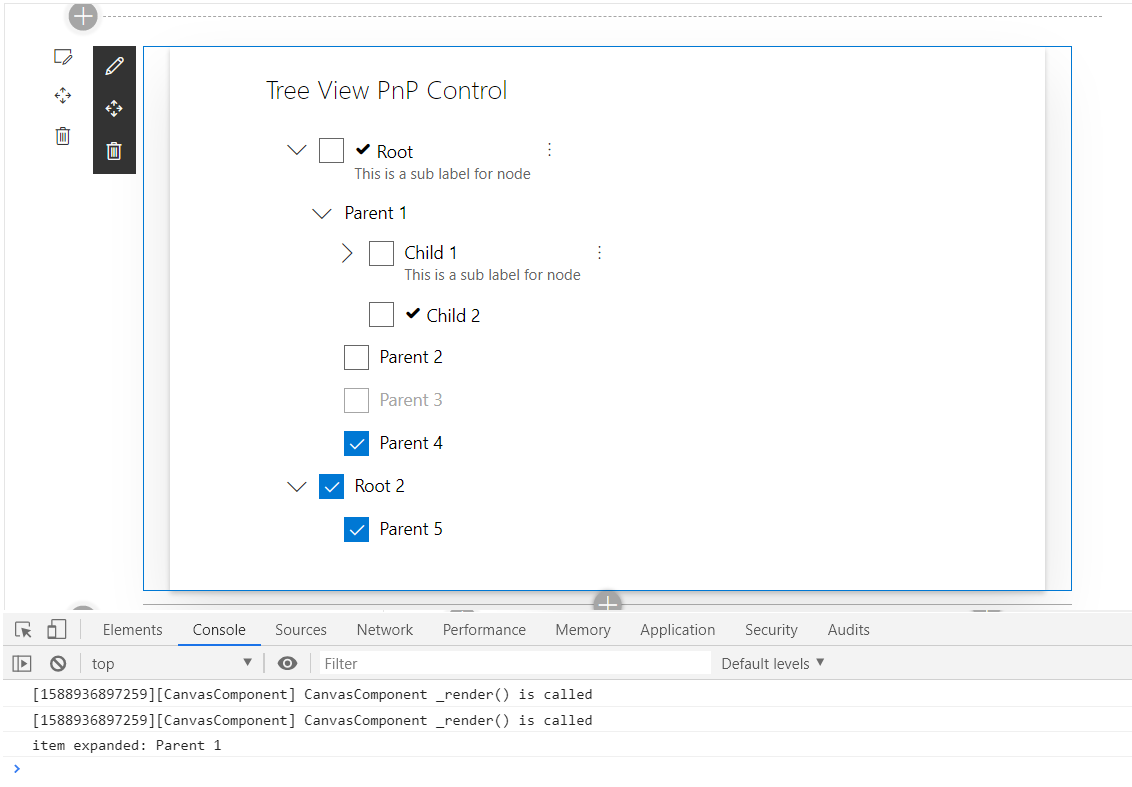 Tree View PnP Control
Root
This is a sub label for node
Parent 1
Child 1
This is a sub label for node
Child 2
Parent 2
Parent 3
Parent 4
Root 2
Parent 5
Elements Console Sources Network Performance Memory Application Security Audits
top Filter Default levels
[1588936897259][CanvasComponent] CanvasComponent _render() is called
[1588936897259][CanvasComponent] CanvasComponent _render() is called
item expanded: Parent 1